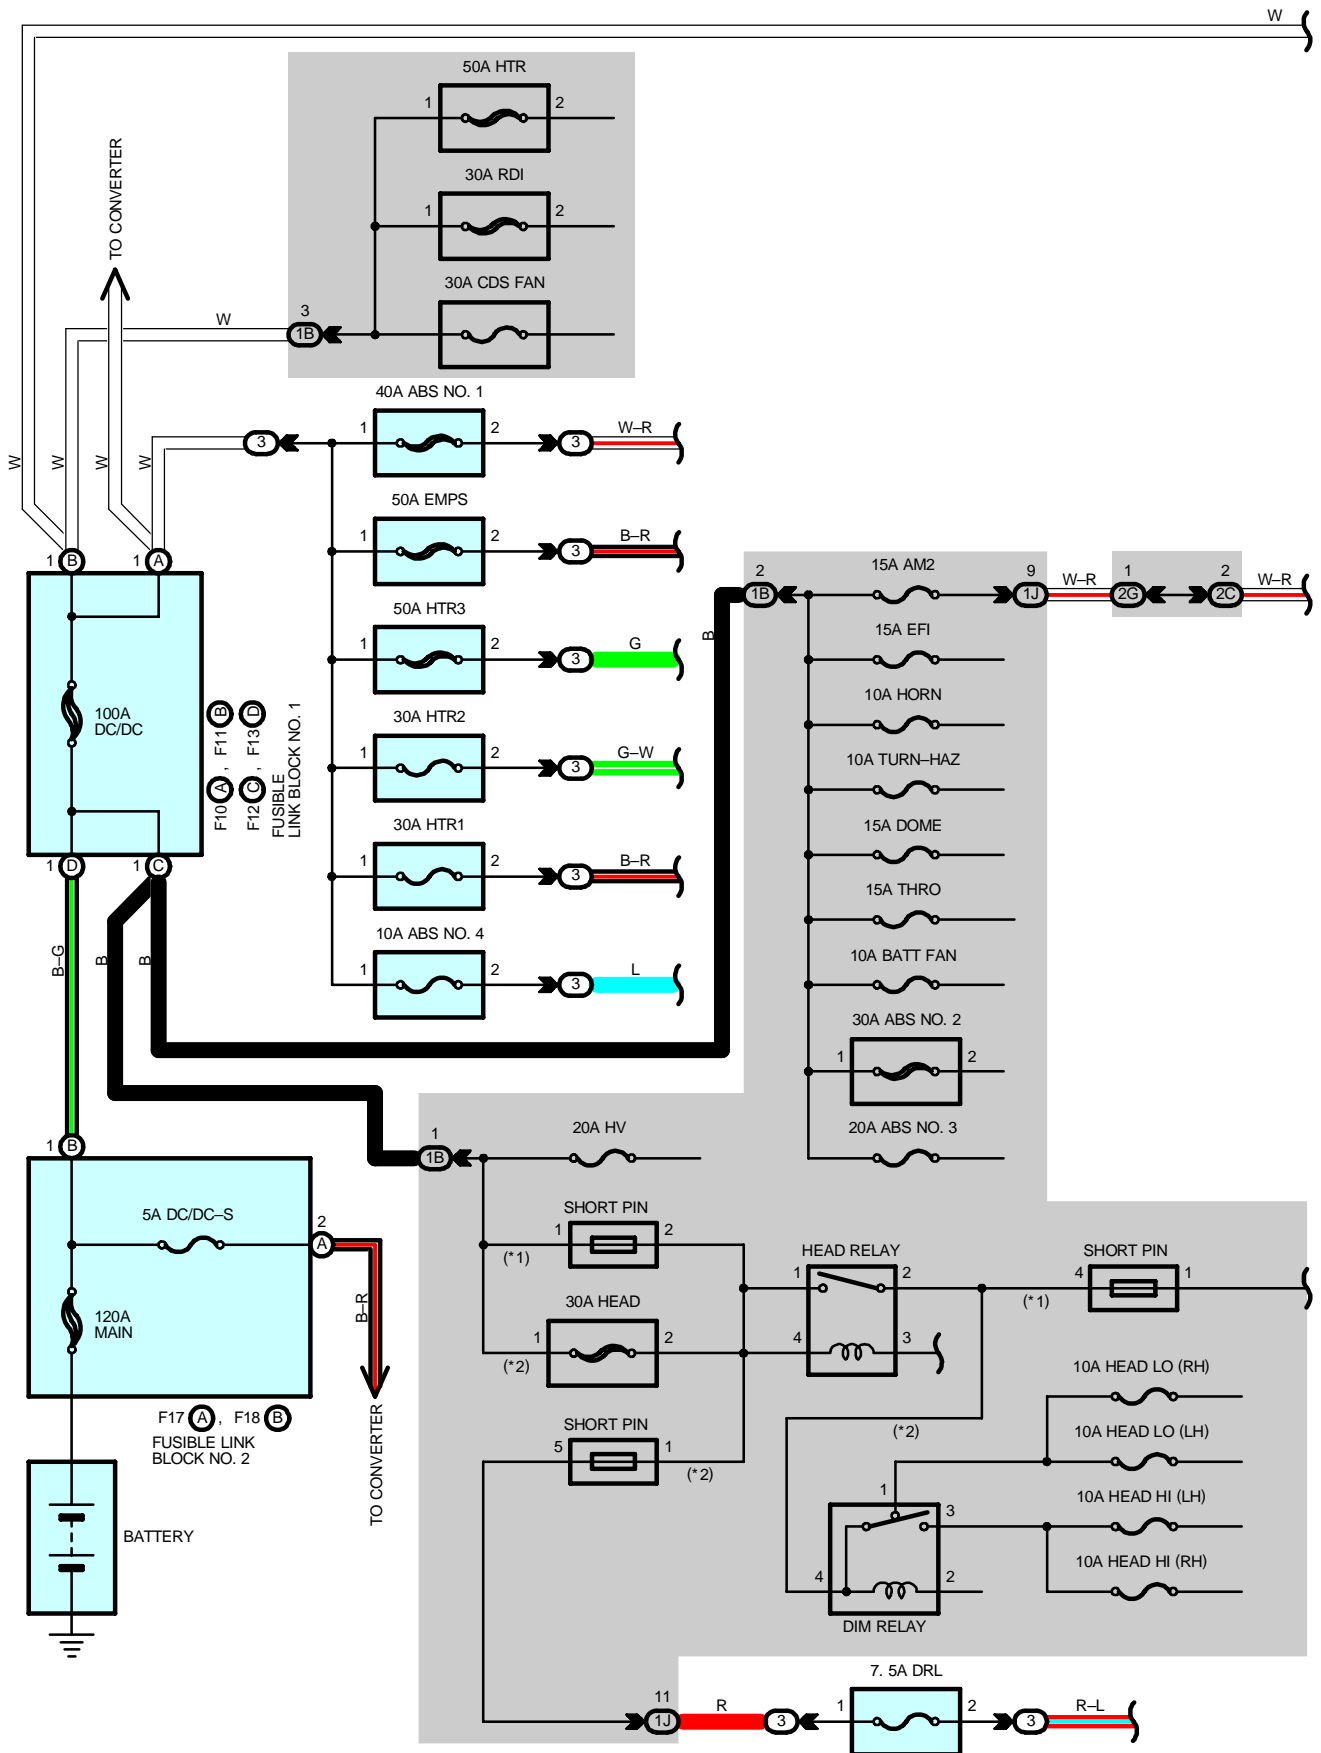 W
50A HTR
1 2
30A RDI
1 2
30A CDS FAN
TO CONVERTER
3
1B
W
W
W
W
W
40A ABS NO. 1
3
1 2
3
W–R
50A EMPS
1 2
3
B–R
50A HTR3
1 2
3
G
30A HTR2
1 2
3
G–W
30A HTR1
1 2
3
B–R
10A ABS NO. 4
1 2
3
L
1 B
1 A
100A
DC/DC
F10 A , F11 B
F12 C , F13 D
FUSIBLE
LINK BLOCK NO. 1
1 D
1 C
B–G
B
B
B
2
1B
15A AM2
9
1J
W–R
1
2G
2
2C
W–R
15A EFI
10A HORN
10A TURN–HAZ
15A DOME
15A THRO
10A BATT FAN
30A ABS NO. 2
1 2
20A ABS NO. 3
1 B
5A DC/DC–S
2
A
120A
MAIN
B–R
TO CONVERTER
F17 A , F18 B
FUSIBLE LINK
BLOCK NO. 2
BATTERY
1
1B
20A HV
SHORT PIN
1 2
(*1)
30A HEAD
1 2
(*2)
SHORT PIN
5 1
(*2)
HEAD RELAY
1 2
4 3
SHORT PIN
4 1
(*1)
(*2)
10A HEAD LO (RH)
10A HEAD LO (LH)
10A HEAD HI (LH)
10A HEAD HI (RH)
1
3
4 2
DIM RELAY
11
1J
R
3
7. 5A DRL
1 2
3
R–L